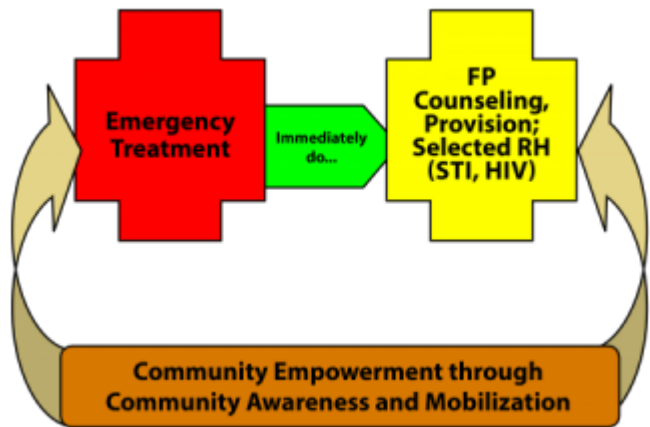 Emergency
Treatment
Immediately
do...
FP
Counseling,
Provision;
Selected RH
(STI, HIV)
Community Empowerment through
Community Awareness and Mobilization